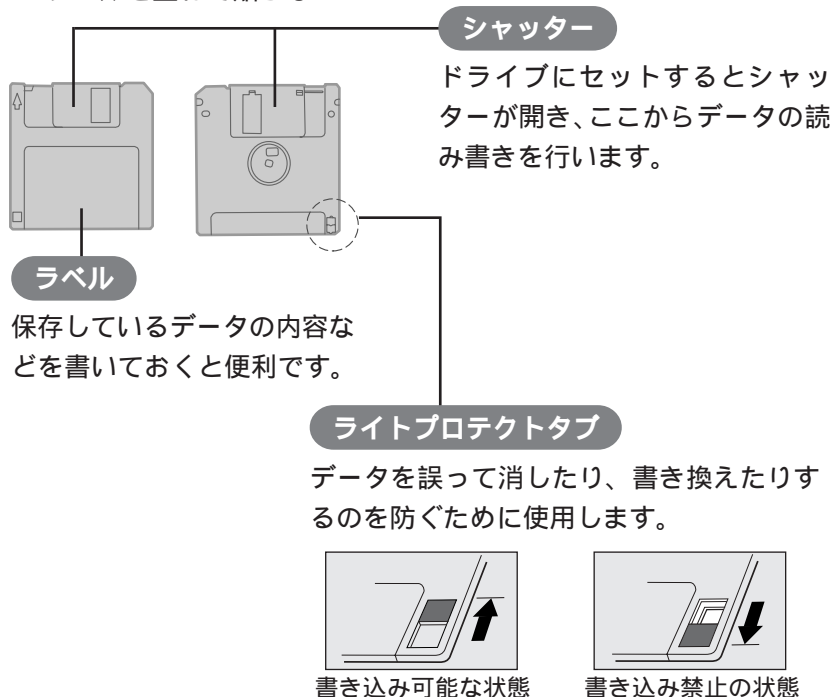 シャッター
ドライブにセットするとシャッ
ターが開き、ここからデータの読
み書きを行います。
ラベル
保存しているデータの内容な
どを書いておくと便利です。
ライトプロテクトタブ
データを誤って消したり、書き換えたりす
るのを防ぐために使用します。
書き込み可能な状態
書き込み禁止の状態